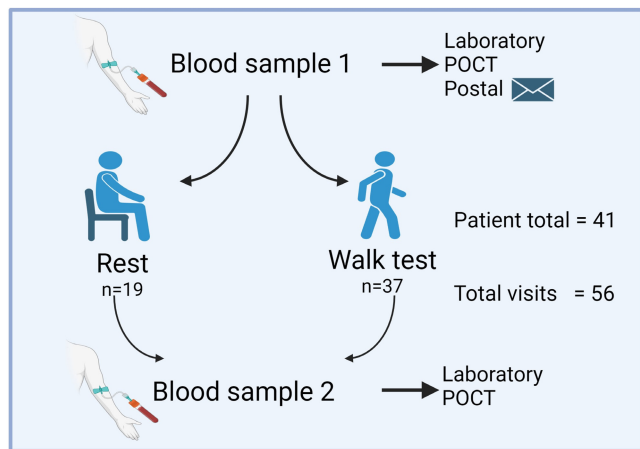 Blood sample 1
Laboratory
POCT
Postal
Rest
n=19
Walk test
n=37
Patient total = 41
Total visits = 56
Blood sample 2
Laboratory
POCT